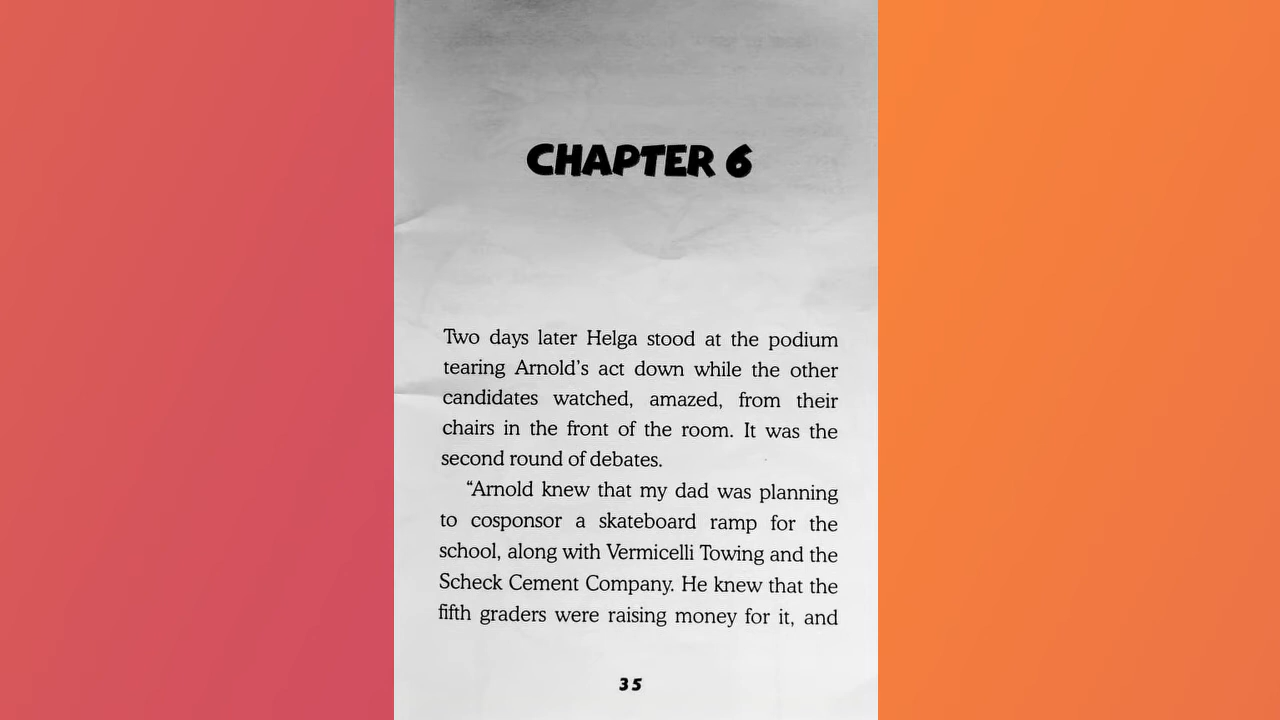 CHAPTER 6
Two days later Helga stood at the podium
tearing Arnold’s act down while the other
candidates watched, amazed, from their
chairs in the front of the room. It was the
second round of debates.
“Arnold knew that my dad was planning
to cosponsor a skateboard ramp for the
school, along with Vermicelli Towing and the
Scheck Cement Company. He knew that the
fifth graders were raising money for it, and
35